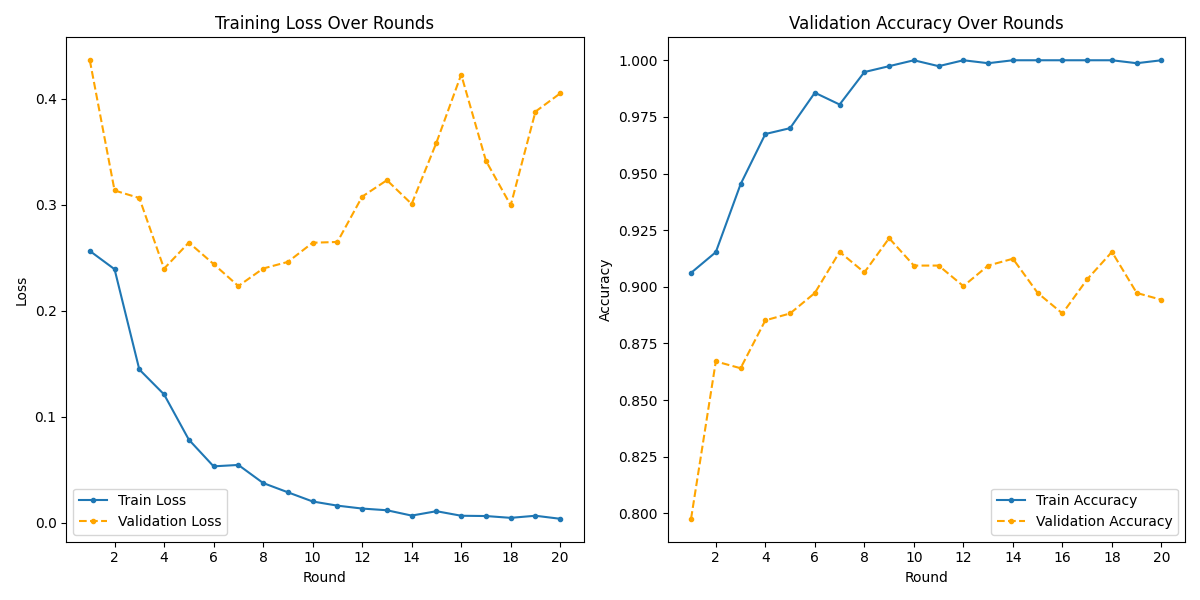 Training Loss Over Rounds
Loss
0.4
0.3
0.2
0.1
0.0
Train Loss
Validation Loss
2 4 6 8 10 12 14 16 18 20
Round
Validation Accuracy Over Rounds
Accuracy
1.000
0.975
0.950
0.925
0.900
0.875
0.850
0.825
0.800
Train Accuracy
Validation Accuracy
2 4 6 8 10 12 14 16 18 20
Round